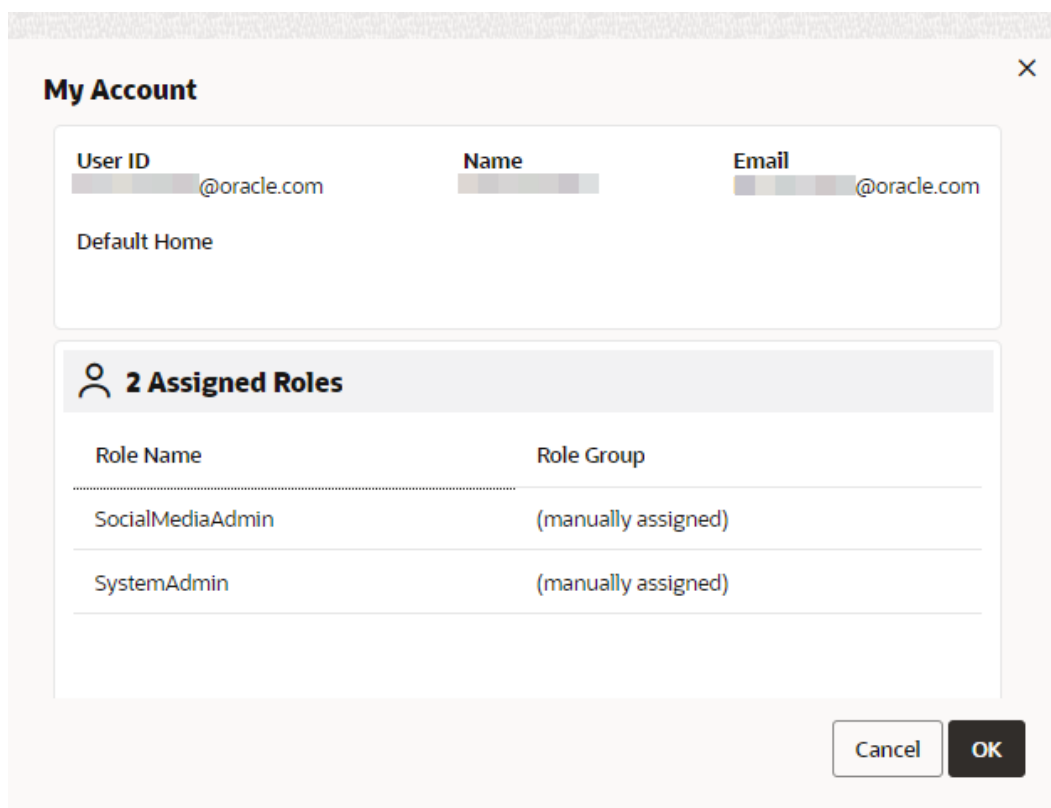 My Account
User ID Name Email
@oracle.com @oracle.com
Default Home
2 Assigned Roles
Role Name Role Group
SocialMediaAdmin (manually assigned)
SystemAdmin (manually assigned)
Cancel OK